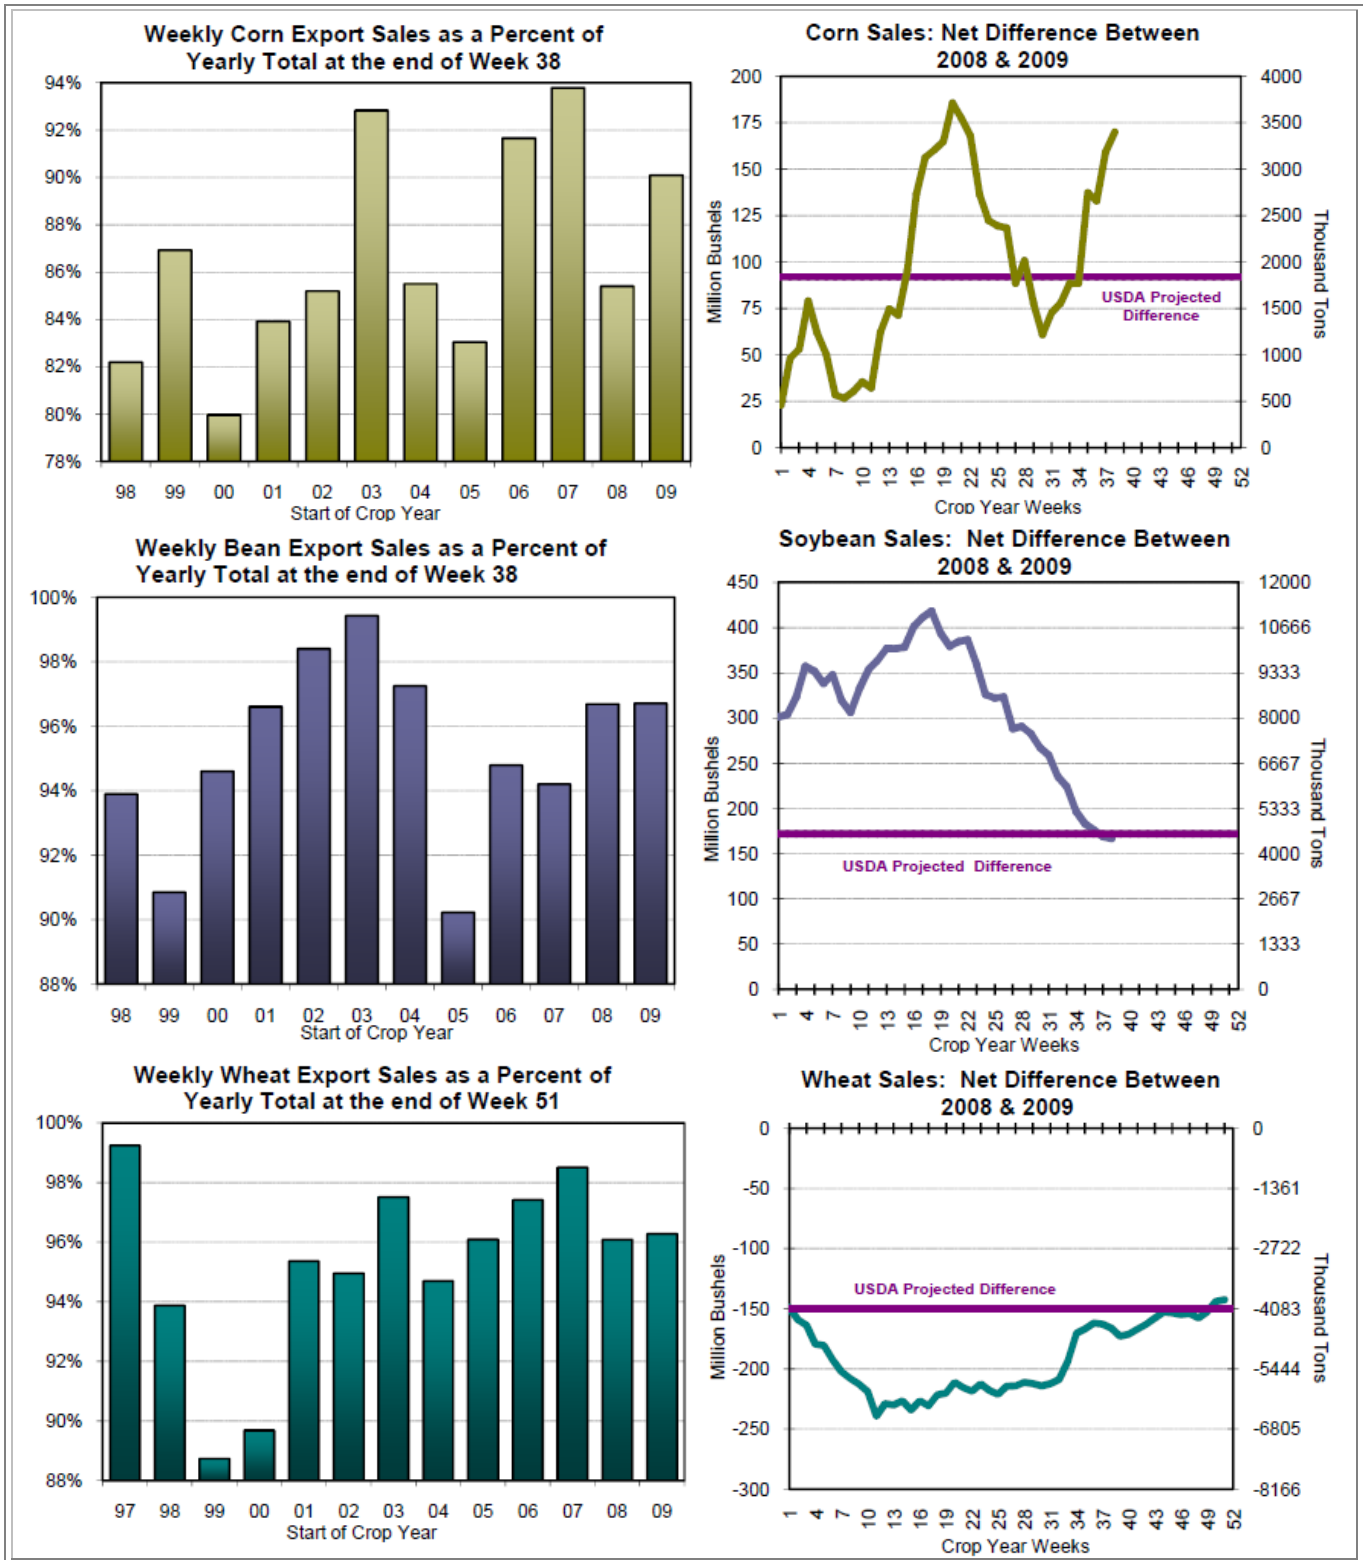 Weekly Corn Export Sales as a Percent of
Yearly Total at the end of Week 38
94%
92%
90%
88%
86%
84%
82%
80%
78%
98 99 00 01 02 03 04 05 06 07 08 09
Start of Crop Year
Corn Sales: Net Difference Between
2008 & 2009
200
175
150
125
100
75
50
25
0
Million Bushels
4000
3500
3000
2500
2000
1500
1000
500
0
Thousand Tons
USDA Projected
Difference
1 4 7 10 13 16 19 22 25 28 31 34 37 40 43 46 49 52
Crop Year Weeks
Weekly Bean Export Sales as a Percent of
Yearly Total at the end of Week 38
100%
98%
96%
94%
92%
90%
88%
98 99 00 01 02 03 04 05 06 07 08 09
Start of Crop Year
Soybean Sales: Net Difference Between
2008 & 2009
450
400
350
300
250
200
150
100
50
0
Million Bushels
12000
10666
9333
8000
6667
5333
4000
2667
1333
0
Thousand Tons
USDA Projected Difference
1 4 7 10 13 16 19 22 25 28 31 34 37 40 43 46 49 52
Crop Year Weeks
Weekly Wheat Export Sales as a Percent of
Yearly Total at the end of Week 51
100%
98%
96%
94%
92%
90%
88%
97 98 99 00 01 02 03 04 05 06 07 08 09
Start of Crop Year
Wheat Sales: Net Difference Between
2008 & 2009
0
-50
-100
-150
-200
-250
-300
Million Bushels
0
-1361
-2722
-4083
-5444
-6805
-8166
Thousand Tons
USDA Projected Difference
1 4 7 10 13 16 19 22 25 28 31 34 37 40 43 46 49 52
Crop Year Weeks